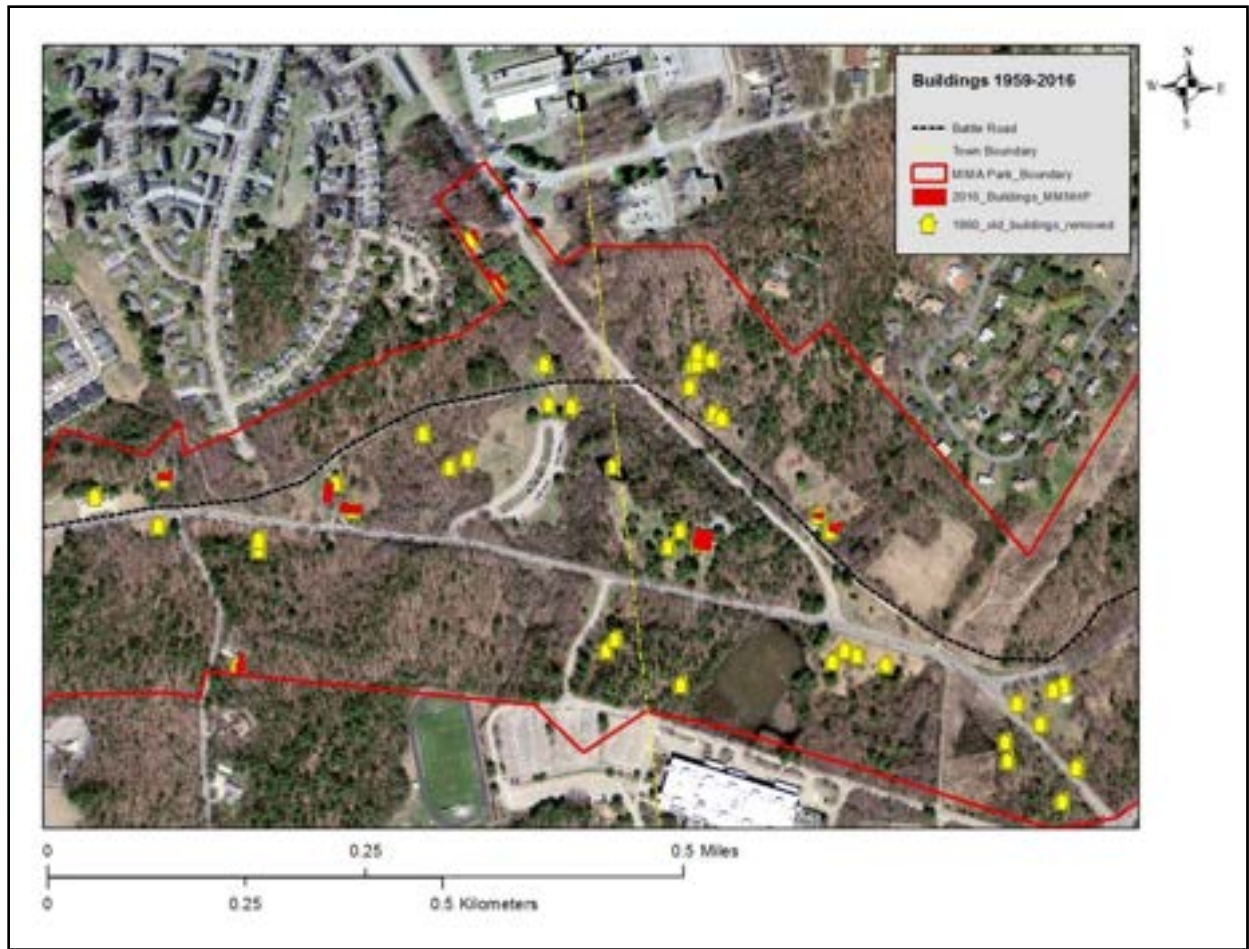 N
W E
S
Buildings 1959-2016
Battle Road
Town Boundary
MIMA Park_Boundary
2016_Buildings_MMNHP
1960_old_buildings_removed
0 0.25 0.5 Miles
0 0.25 0.5 Kilometers